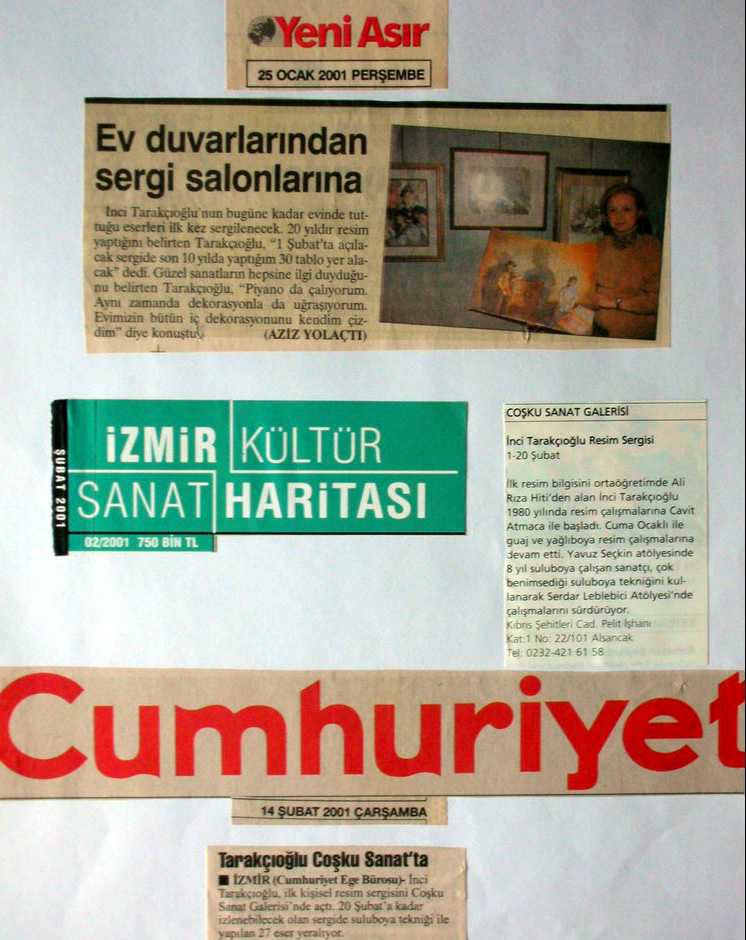 Yeni Asır
25 OCAK 2001 PERŞEMBE
Ev duvarlarından
sergi salonlarına
İnci Tarakçıoğlu'nun bugüne kadar evinde tut-
tuğu eserleri ilk kez sergilenecek. 20 yıldır resim
yaptığını belirten Tarakçıoğlu, "1 Şubat'ta açıla-
cak sergide son 10 yılda yaptığım 30 tablo yer ala-
cak" dedi. Güzel sanatların hepsine ilgi duyduğu-
nu belirten Tarakçıoğlu, "Piyano da çalıyorum.
Aynı zamanda dekorasyonla da uğraşıyorum.
Evimizin bütün iç dekorasyonunu kendim çiz-
dim" diye konuştu. (AZİZ YOLAÇTI)
ŞUBAT 2001
İZMİR KÜLTÜR
SANAT HARİTASI
02/2001 750 BİN TL
COŞKU SANAT GALERİSİ
İnci Tarakçıoğlu Resim Sergisi
1-20 Şubat
İlk resim bilgisini ortaöğretimde Ali
Rıza Hiti'den alan İnci Tarakçıoğlu
1980 yılında resim çalışmalarına Cavit
Atmaca ile başladı. Cuma Ocaklı ile
guaj ve yağlıboya resim çalışmalarına
devam etti. Yavuz Seçkin atölyesinde
8 yıl suluboya çalışan sanatçı, çok
benimsediği suluboya tekniğini kul-
lanarak Serdar Leblebici Atölyesi'nde
çalışmalarını sürdürüyor.
Kıbrıs Şehitleri Cad. Pelit İşhanı
Kat:1 No: 22/101 Alsancak
Tel: 0232-421 61 58
Cumhuriyet
14 ŞUBAT 2001 ÇARŞAMBA
Tarakçıoğlu Coşku Sanat'ta
■ İZMİR (Cumhuriyet Ege Bürosu)- İnci
Tarakçıoğlu, ilk kişisel resim sergisini Coşku
Sanat Galerisi'nde açtı. 20 Şubat'a kadar
izlenebilecek olan sergide suluboya tekniği ile
yapılan 27 eser yeralıyor.